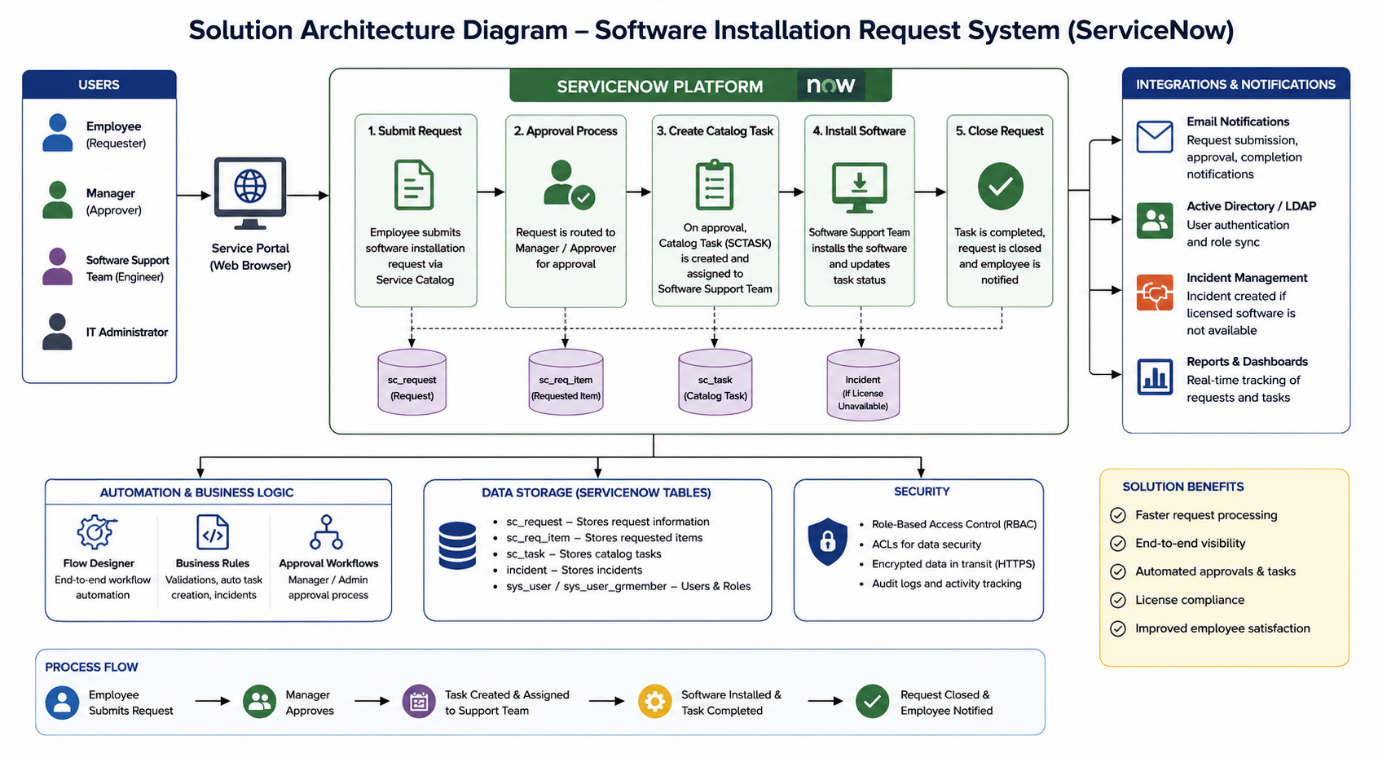 Solution Architecture Diagram – Software Installation Request System (ServiceNow)
USERS
Employee
(Requester)
Manager
(Approver)
Software Support
Team (Engineer)
IT Administrator
Service Portal
(Web Browser)
SERVICENOW PLATFORM
now
1. Submit Request
Employee submits
software installation
request via
Service Catalog
2. Approval Process
Request is routed to
Manager / Approver
for approval
3. Create Catalog Task
On approval,
Catalog Task (SCTASK)
is created and
assigned to
Software Support Team
4. Install Software
Software Support Team
installs the software
and updates
task status
5. Close Request
Task is completed,
request is closed
and employee is
notified
sc_request
(Request)
sc_req_item
(Requested Item)
sc_task
(Catalog Task)
Incident
(If License
Unavailable)
INTEGRATIONS & NOTIFICATIONS
Email Notifications
Request submission,
approval, completion
notifications
Active Directory / LDAP
User authentication
and role sync
Incident Management
Incident created if
licensed software is
not available
Reports & Dashboards
Real-time tracking of
requests and tasks
AUTOMATION & BUSINESS LOGIC
Flow Designer
End-to-end workflow
automation
Business Rules
Validations, auto task
creation, incidents
Approval Workflows
Manager / Admin
approval process
DATA STORAGE (SERVICENOW TABLES)
• sc_request – Stores request information
• sc_req_item – Stores requested items
• sc_task – Stores catalog tasks
• incident – Stores incidents
• sys_user / sys_user_grmember – Users & Roles
SECURITY
• Role-Based Access Control (RBAC)
• ACLs for data security
• Encrypted data in transit (HTTPS)
• Audit logs and activity tracking
SOLUTION BENEFITS
Faster request processing
End-to-end visibility
Automated approvals & tasks
License compliance
Improved employee satisfaction
PROCESS FLOW
Employee
Submits Request
Manager
Approves
Task Created & Assigned
to Support Team
Software Installed &
Task Completed
Request Closed &
Employee Notified